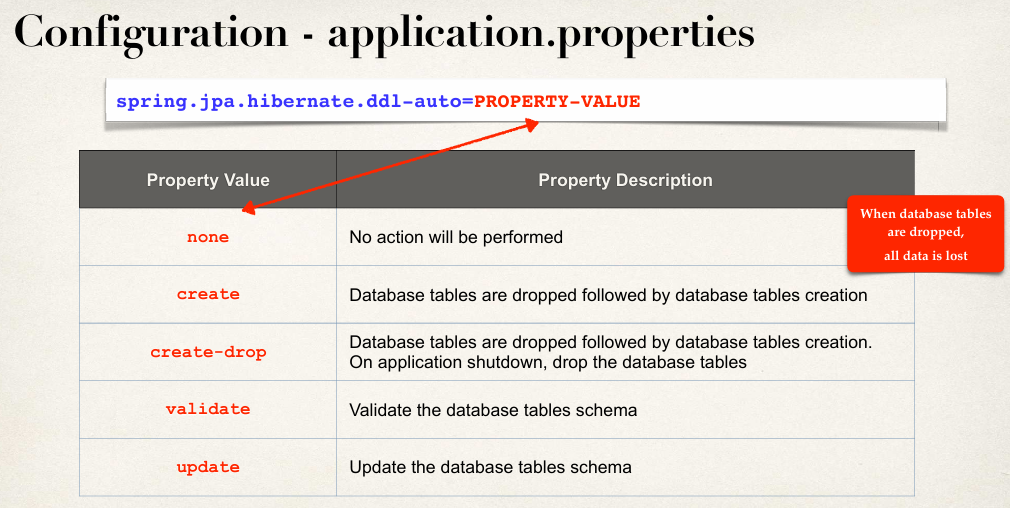 Configuration - application.properties
spring.jpa.hibernate.ddl-auto=PROPERTY-VALUE
Property Value
Property Description
When database tables
are dropped,
all data is lost
none
No action will be performed
create
Database tables are dropped followed by database tables creation
create-drop
Database tables are dropped followed by database tables creation.
On application shutdown, drop the database tables
validate
Validate the database tables schema
update
Update the database tables schema